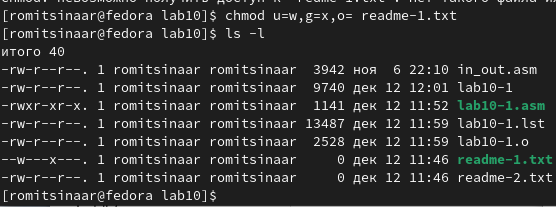 chmod: невозможно получить доступ к 'readme-1.txt': Нет такого файла или
[romitsinaar@fedora lab10]$ chmod u=w,g=x,o= readme-1.txt
[romitsinaar@fedora lab10]$ ls -l
итого 40
-rw-r--r--. 1 romitsinaar romitsinaar  3942 ноя  6 22:10 in_out.asm
-rw-r--r--. 1 romitsinaar romitsinaar  9740 дек 12 12:01 lab10-1
-rwxr-xr-x. 1 romitsinaar romitsinaar  1141 дек 12 11:52 lab10-1.asm
-rw-r--r--. 1 romitsinaar romitsinaar 13487 дек 12 11:59 lab10-1.lst
-rw-r--r--. 1 romitsinaar romitsinaar  2528 дек 12 11:59 lab10-1.o
--w---x---. 1 romitsinaar romitsinaar     0 дек 12 11:46 readme-1.txt
-rw-r--r--. 1 romitsinaar romitsinaar     0 дек 12 11:46 readme-2.txt
[romitsinaar@fedora lab10]$